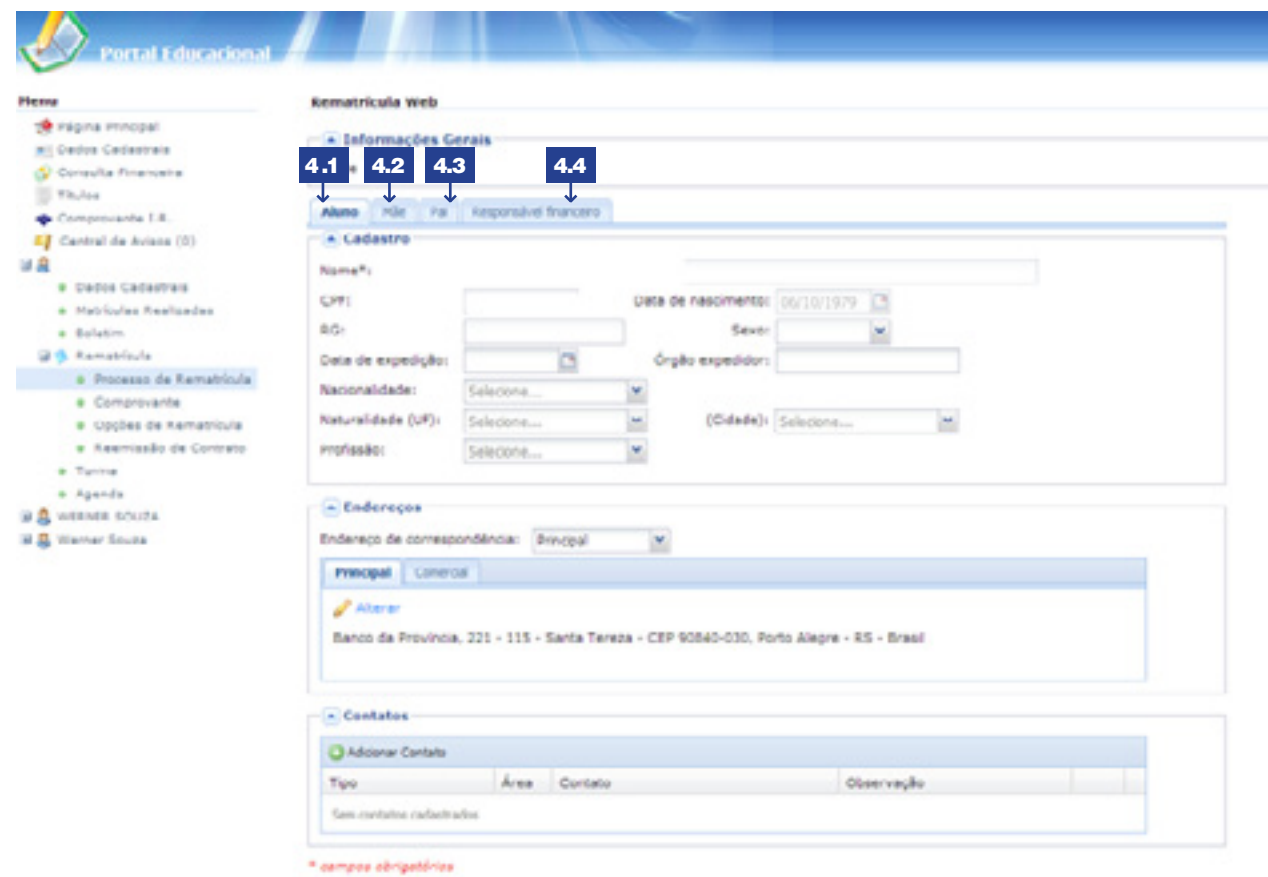 Portal Educacional
Menu
Página Principal
Dados Cadastrais
Consulta Financeira
Títulos
Comprovante I.R.
Central de Avisos (0)
Dados Cadastrais
Matrículas Realizadas
Boletim
Rematrícula
Processo de Rematrícula
Comprovante
Opções de Rematrícula
Reemissão de Contrato
Turma
Agenda
WERNER SOUZA
Werner Souza
Rematrícula Web
Informações Gerais
4.1 4.2 4.3 4.4
Aluno Mãe Pai Responsável financeiro
Cadastro
Nome*:
CPF: Data de nascimento: 06/10/1979
RG: Sexo:
Data de expedição: Órgão expedidor:
Nacionalidade: Selecione...
Naturalidade (UF): Selecione... (Cidade): Selecione...
Profissão: Selecione...
Endereços
Endereço de correspondência: Principal
Principal Comercial
Alterar
Banco da Província, 221 - 115 - Santa Tereza - CEP 90840-030, Porto Alegre - RS - Brasil
Contatos
Adicionar Contato
Tipo Área Contato Observação
Sem contatos cadastrados
* campos obrigatórios